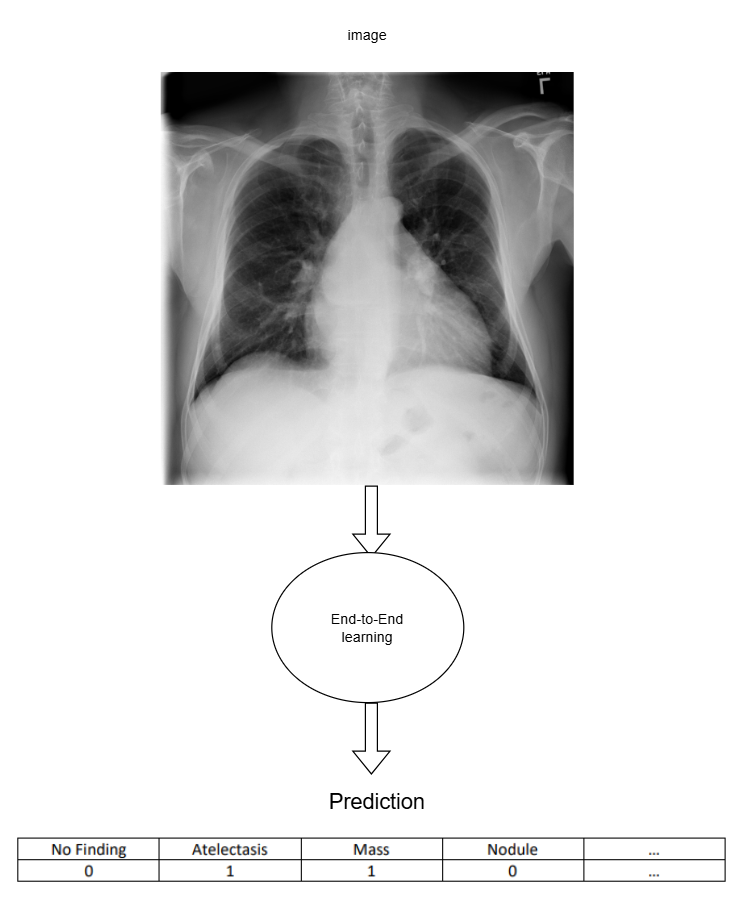 image
L
End-to-End
learning
Prediction
No Finding Atelectasis Mass Nodule ...
0 1 1 0 ...